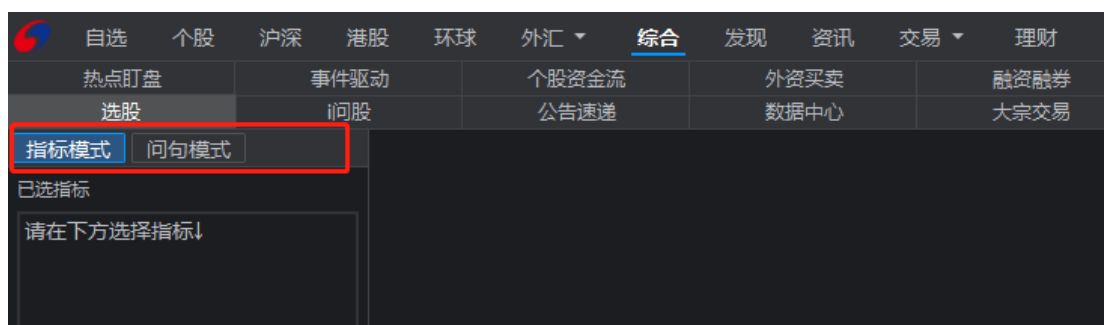 自选 个股 沪深 港股 环球 外汇 综合 发现 资讯 交易 理财
热点盯盘 事件驱动 个股资金流 外资买卖 融资融券
选股 i问股 公告速递 数据中心 大宗交易
指标模式 问句模式
已选指标
请在下方选择指标↓